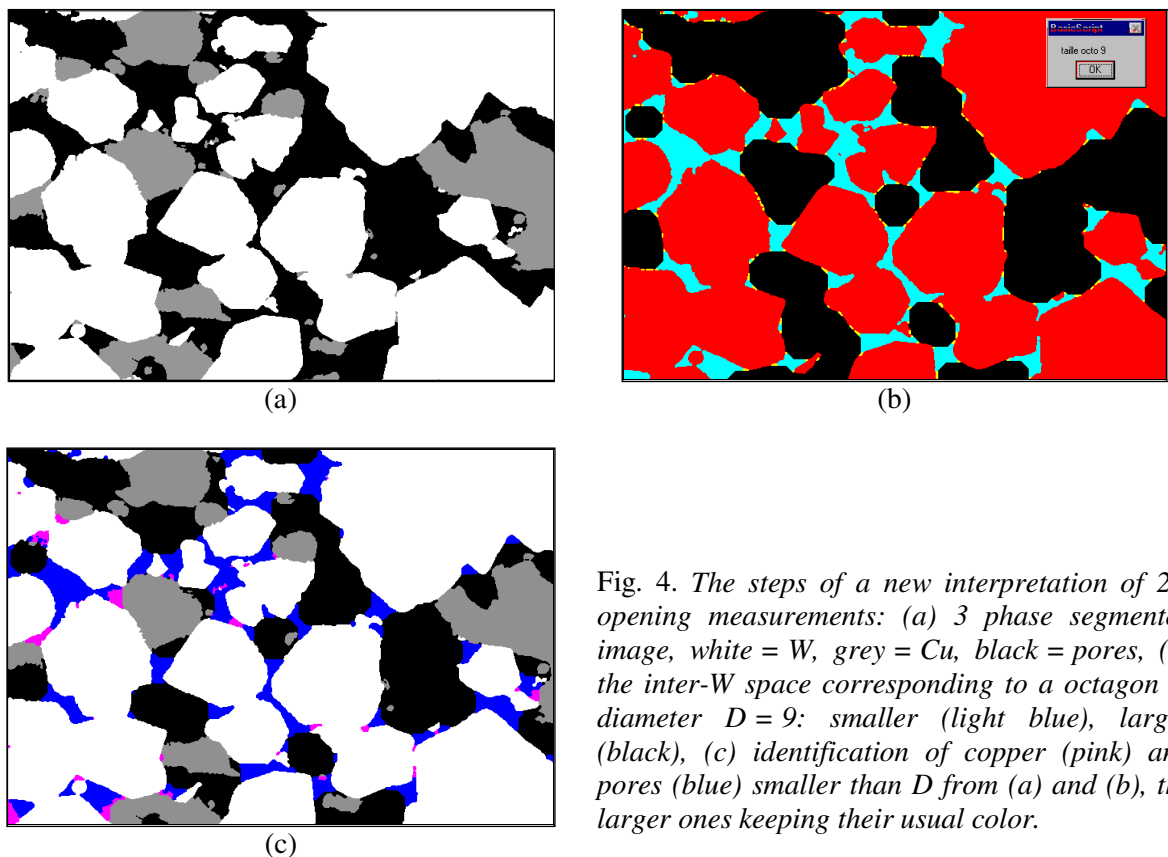 BasicScript
taille octo 9
OK
(a)
(b)
(c)
Fig. 4. The steps of a new interpretation of 2
opening measurements: (a) 3 phase segmente
image, white = W, grey = Cu, black = pores, (
the inter-W space corresponding to a octagon
diameter D = 9: smaller (light blue), larg
(black), (c) identification of copper (pink) an
pores (blue) smaller than D from (a) and (b), th
larger ones keeping their usual color.